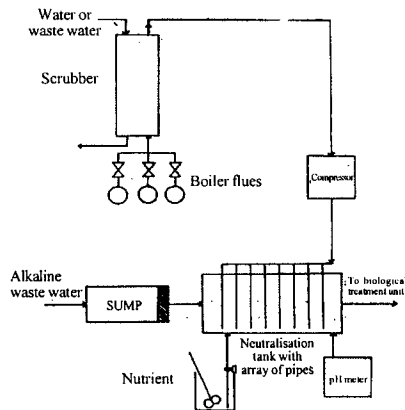 Water or
waste water
Scrubber
Boiler flues
Compressor
Alkaline
waste water
SUMP
To biological
treatment unit
Neutralisation
tank with
array of pipes
Nutrient
pH meter